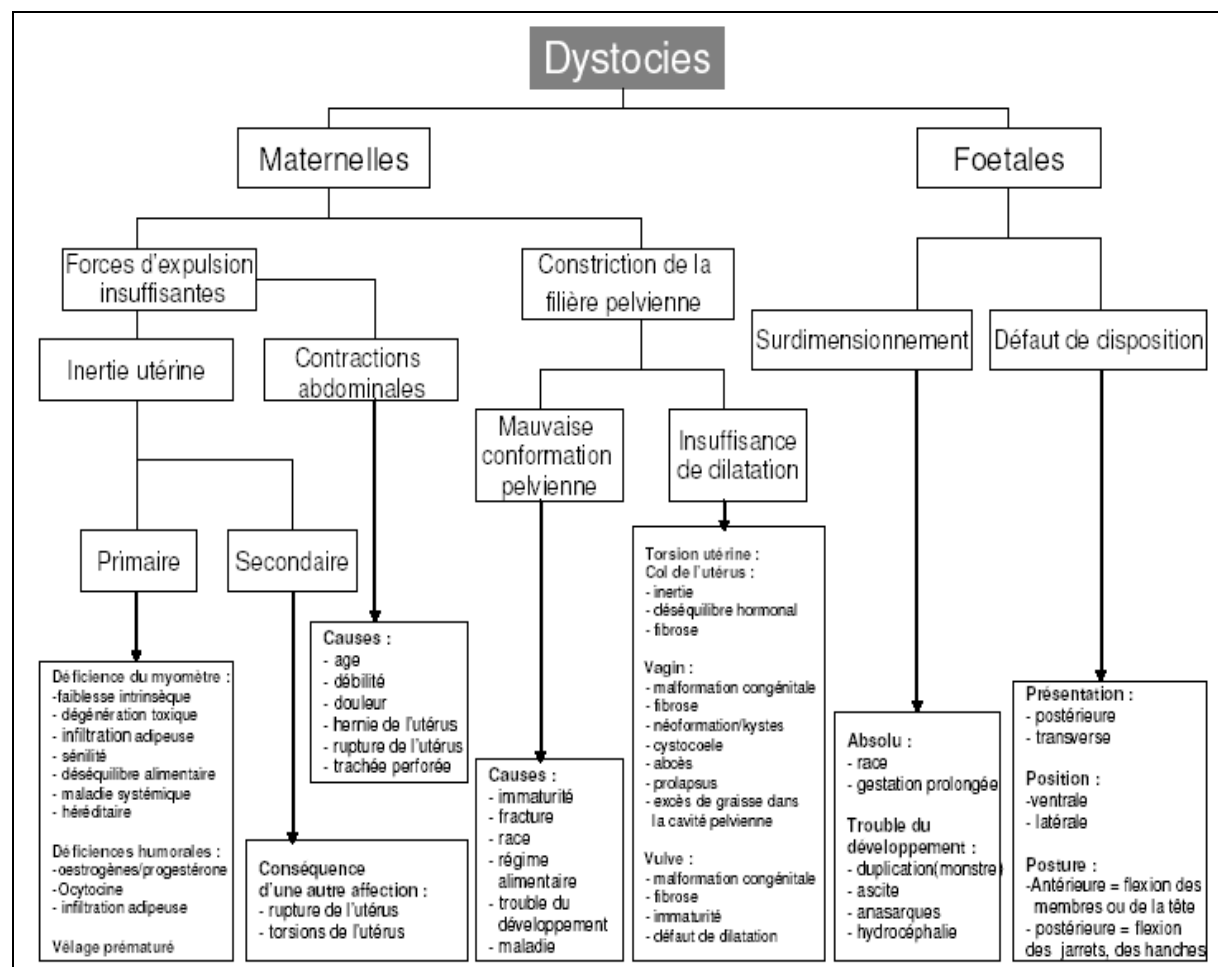 Dystocies
Maternelles
Foetales
Forces d'expulsion
insuffisantes
Constriction de la
filière pelvienne
Surdimensionnement
Défaut de disposition
Inertie utérine
Contractions
abdominales
Mauvaise
conformation
pelvienne
Insuffisance
de dilatation
Primaire
Secondaire
Déficience du myomètre :
-faiblesse intrinsèque
- dégénération toxique
- infiltration adipeuse
- sénilité
- déséquilibre alimentaire
- maladie systémique
- héréditaire
Déficiences humorales :
-oestrogènes/progestérone
-Ocytocine
- infiltration adipeuse
Vêlage prématuré
Conséquence
d'une autre affection :
- rupture de l'utérus
- torsions de l'utérus
Causes :
- age
- débilité
- douleur
- hernie de l'utérus
- rupture de l'utérus
- trachée perforée
Causes :
- immaturité
- fracture
- race
- régime
alimentaire
- trouble du
développement
- maladie
Torsion utérine :
Col de l'utérus :
- inertie
- déséquilibre hormonal
- fibrose
Vagin :
- malformation congénitale
- fibrose
- néoformation/kystes
- cystocoele
- abcès
- prolapsus
- excès de graisse dans
la cavité pelvienne
Vulve :
- malformation congénitale
- fibrose
- immaturité
- défaut de dilatation
Absolu :
- race
- gestation prolongée
Trouble du
développement :
- duplication(monstre)
- ascite
- anasarques
- hydrocéphalie
Présentation :
- postérieure
- transverse
Position :
-ventrale
- latérale
Posture :
-Antérieure = flexion des
membres ou de la tête
- postérieure = flexion
des jarrets, des hanches